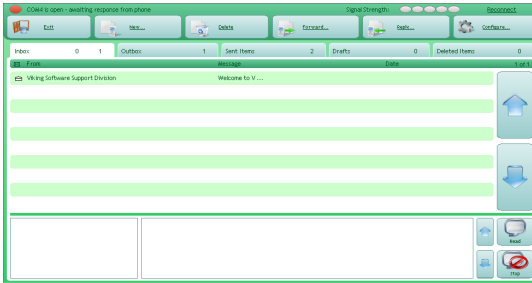 COM4 is open - awaiting response from phone Signal Strength: Reconnect
Exit New... Delete Forward... Reply... Configure...
Inbox 0 1 Outbox 1 Sent Items 2 Drafts 0 Deleted Items 0
From Message Date 1 of 1
Viking Software Support Division Welcome to V ....
Read
Stop